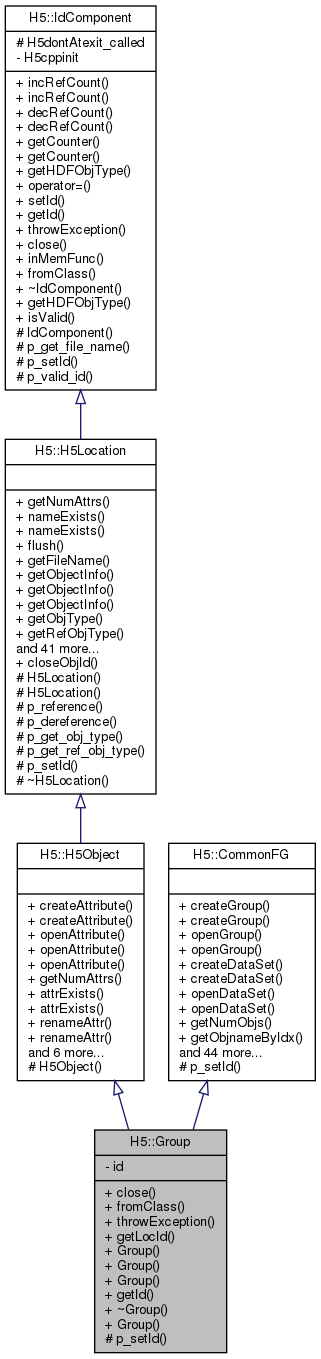 H5::IdComponent
# H5dontAtexit_called
- H5cppinit
+ incRefCount()
+ incRefCount()
+ decRefCount()
+ decRefCount()
+ getCounter()
+ getCounter()
+ getHDFObjType()
+ operator=()
+ setId()
+ getId()
+ throwException()
+ close()
+ inMemFunc()
+ fromClass()
+ ~IdComponent()
+ getHDFObjType()
+ isValid()
# IdComponent()
# p_get_file_name()
# p_setId()
# p_valid_id()
H5::H5Location
+ getNumAttrs()
+ nameExists()
+ nameExists()
+ flush()
+ getFileName()
+ getObjectInfo()
+ getObjectInfo()
+ getObjectInfo()
+ getObjType()
+ getRefObjType()
and 41 more...
+ closeObjId()
# H5Location()
# H5Location()
# p_reference()
# p_dereference()
# p_get_obj_type()
# p_get_ref_obj_type()
# p_setId()
# ~H5Location()
H5::H5Object
+ createAttribute()
+ createAttribute()
+ openAttribute()
+ openAttribute()
+ openAttribute()
+ getNumAttrs()
+ attrExists()
+ attrExists()
+ renameAttr()
+ renameAttr()
and 6 more...
# H5Object()
H5::CommonFG
+ createGroup()
+ createGroup()
+ openGroup()
+ openGroup()
+ createDataSet()
+ createDataSet()
+ openDataSet()
+ openDataSet()
+ getNumObjs()
+ getObjnameByIdx()
and 44 more...
# p_setId()
H5::Group
- id
+ close()
+ fromClass()
+ throwException()
+ getLocId()
+ Group()
+ Group()
+ Group()
+ getId()
+ ~Group()
+ Group()
# p_setId()